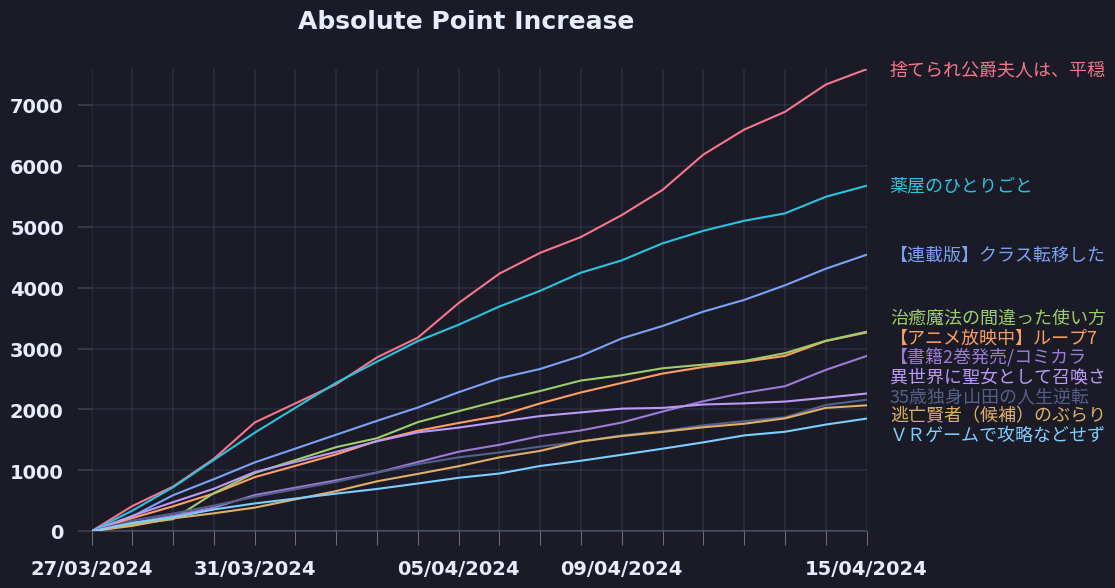 Absolute Point Increase
7000
6000
5000
4000
3000
2000
1000
0
27/03/2024
31/03/2024
05/04/2024
09/04/2024
15/04/2024
捨てられ公爵夫人は、平穏
薬屋のひとりごと
【連載版】クラス転移した
治癒魔法の間違った使い方
【アニメ放映中】ループ7
【書籍2巻発売/コミカラ
異世界に聖女として召喚さ
35歳独身山田の人生逆転
逃亡賢者（候補）のぶらり
ＶＲゲームで攻略などせず